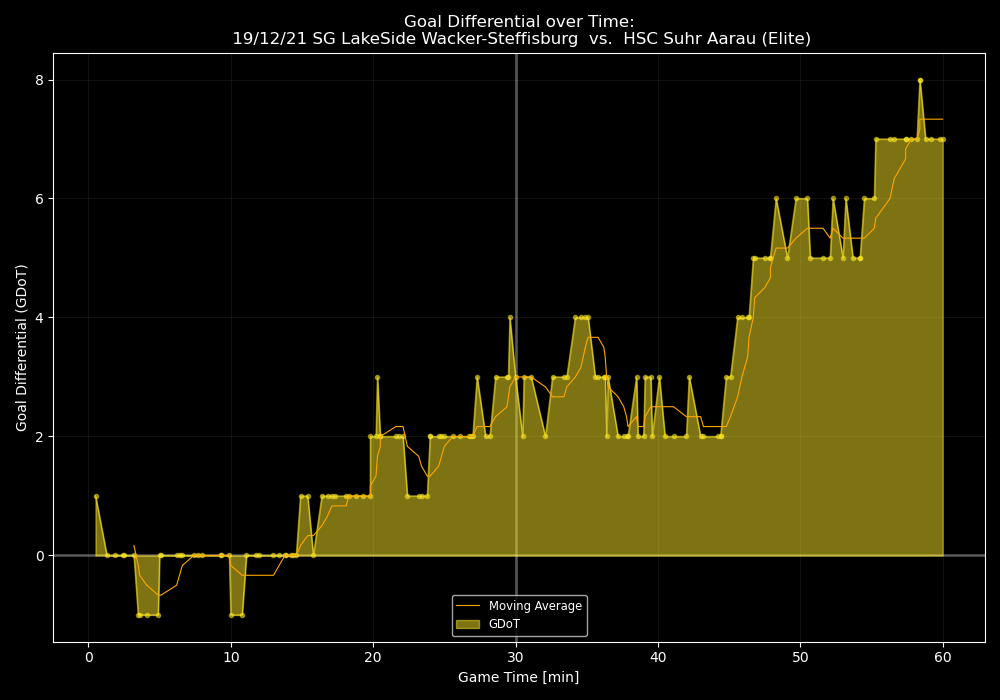 Goal Differential over Time:
19/12/21 SG LakeSide Wacker-Steffisburg  vs.  HSC Suhr Aarau (Elite)
Goal Differential (GDoT)
8
6
4
2
0
Moving Average
GDoT
0 10 20 30 40 50 60
Game Time [min]